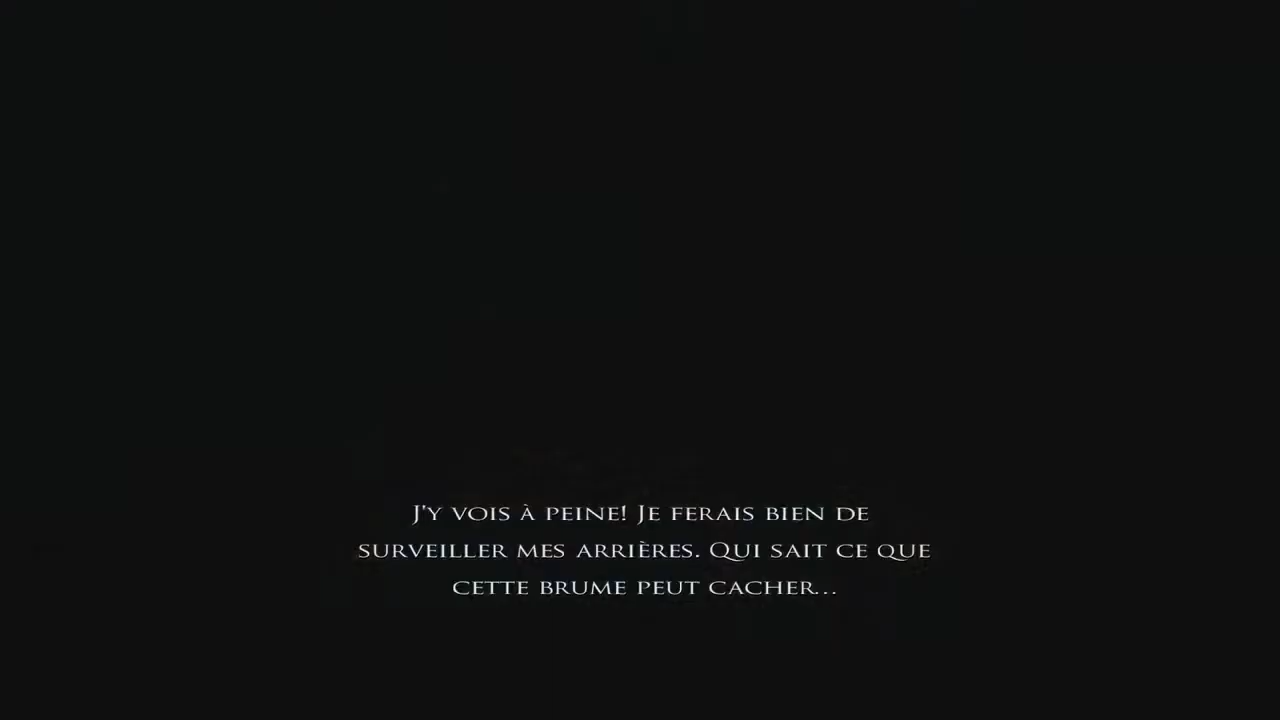 J'y vois à peine! Je ferais bien de
surveiller mes arrières. Qui sait ce que
cette brume peut cacher...